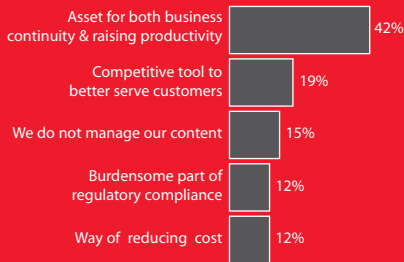 Asset for both business
continuity & raising productivity
42%
Competitive tool to
better serve customers
19%
We do not manage our content
15%
Burdensome part of
regulatory compliance
12%
Way of reducing cost
12%